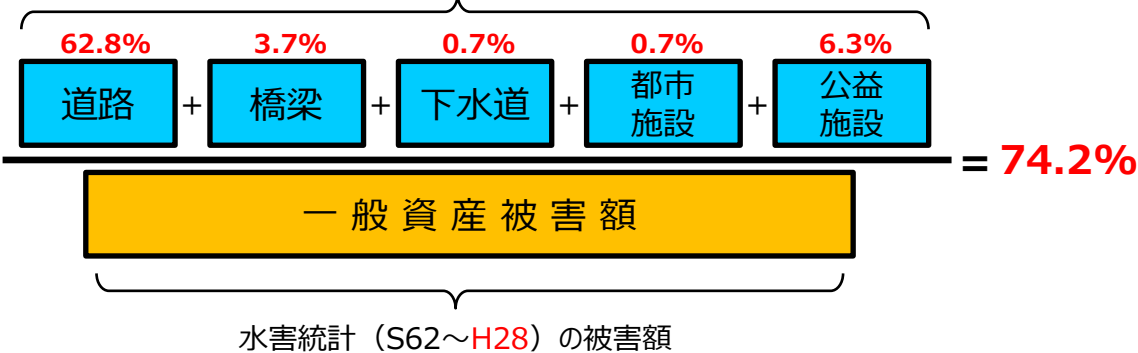 62.8% 3.7% 0.7% 0.7% 6.3%
道路 + 橋梁 + 下水道 + 都市施設 + 公益施設
= 74.2%
一般資産被害額
水害統計（S62～H28）の被害額